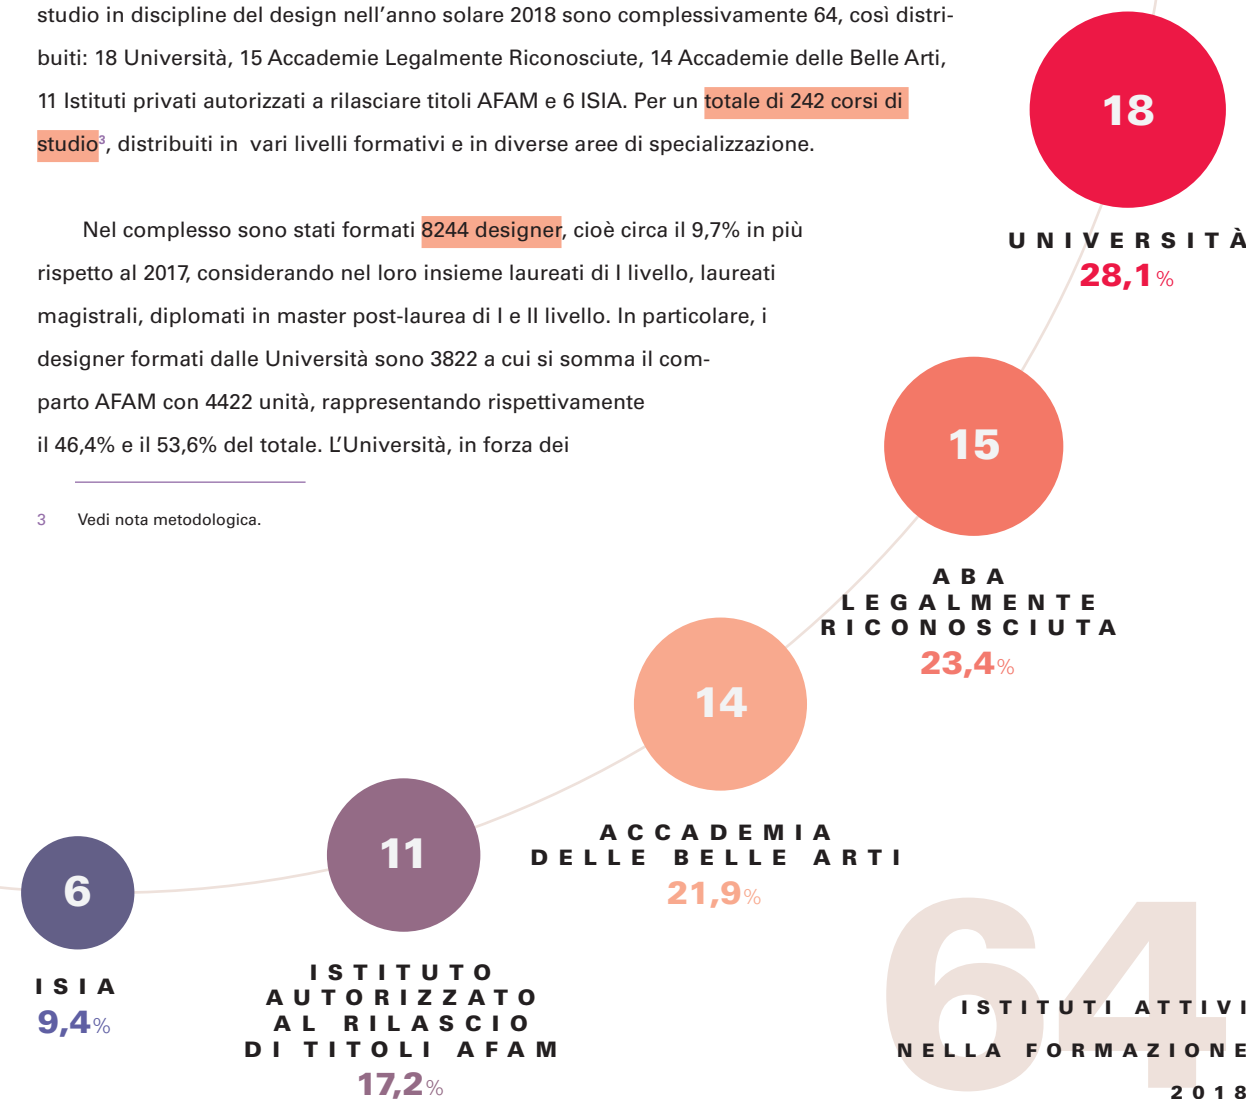 studio in discipline del design nell’anno solare 2018 sono complessivamente 64, così distri-
buiti: 18 Università, 15 Accademie Legalmente Riconosciute, 14 Accademie delle Belle Arti,
11 Istituti privati autorizzati a rilasciare titoli AFAM e 6 ISIA. Per un totale di 242 corsi di
studio³, distribuiti in vari livelli formativi e in diverse aree di specializzazione.
Nel complesso sono stati formati 8244 designer, cioè circa il 9,7% in più
rispetto al 2017, considerando nel loro insieme laureati di I livello, laureati
magistrali, diplomati in master post-laurea di I e II livello. In particolare, i
designer formati dalle Università sono 3822 a cui si somma il com-
parto AFAM con 4422 unità, rappresentando rispettivamente
il 46,4% e il 53,6% del totale. L’Università, in forza dei
3 Vedi nota metodologica.
18
UNIVERSITÀ
28,1%
15
ABA
LEGALMENTE
RICONOSCIUTA
23,4%
14
ACCADEMIA
DELLE BELLE ARTI
21,9%
11
ISTITUTO
AUTORIZZATO
AL RILASCIO
DI TITOLI AFAM
17,2%
6
ISIA
9,4%
64
ISTITUTI ATTIVI
NELLA FORMAZIONE
2018